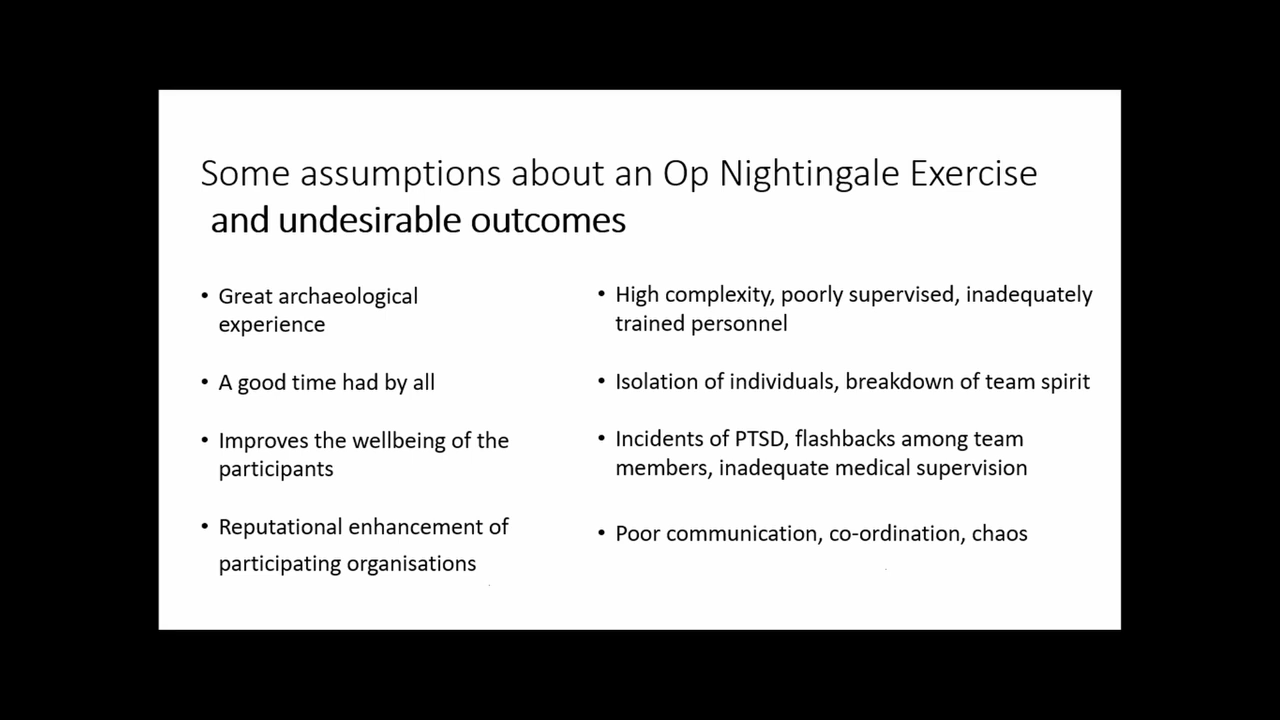 Some assumptions about an Op Nightingale Exercise
and undesirable outcomes
• Great archaeological
experience
• A good time had by all
• Improves the wellbeing of the
participants
• Reputational enhancement of
participating organisations
• High complexity, poorly supervised, inadequately
trained personnel
• Isolation of individuals, breakdown of team spirit
• Incidents of PTSD, flashbacks among team
members, inadequate medical supervision
• Poor communication, co-ordination, chaos